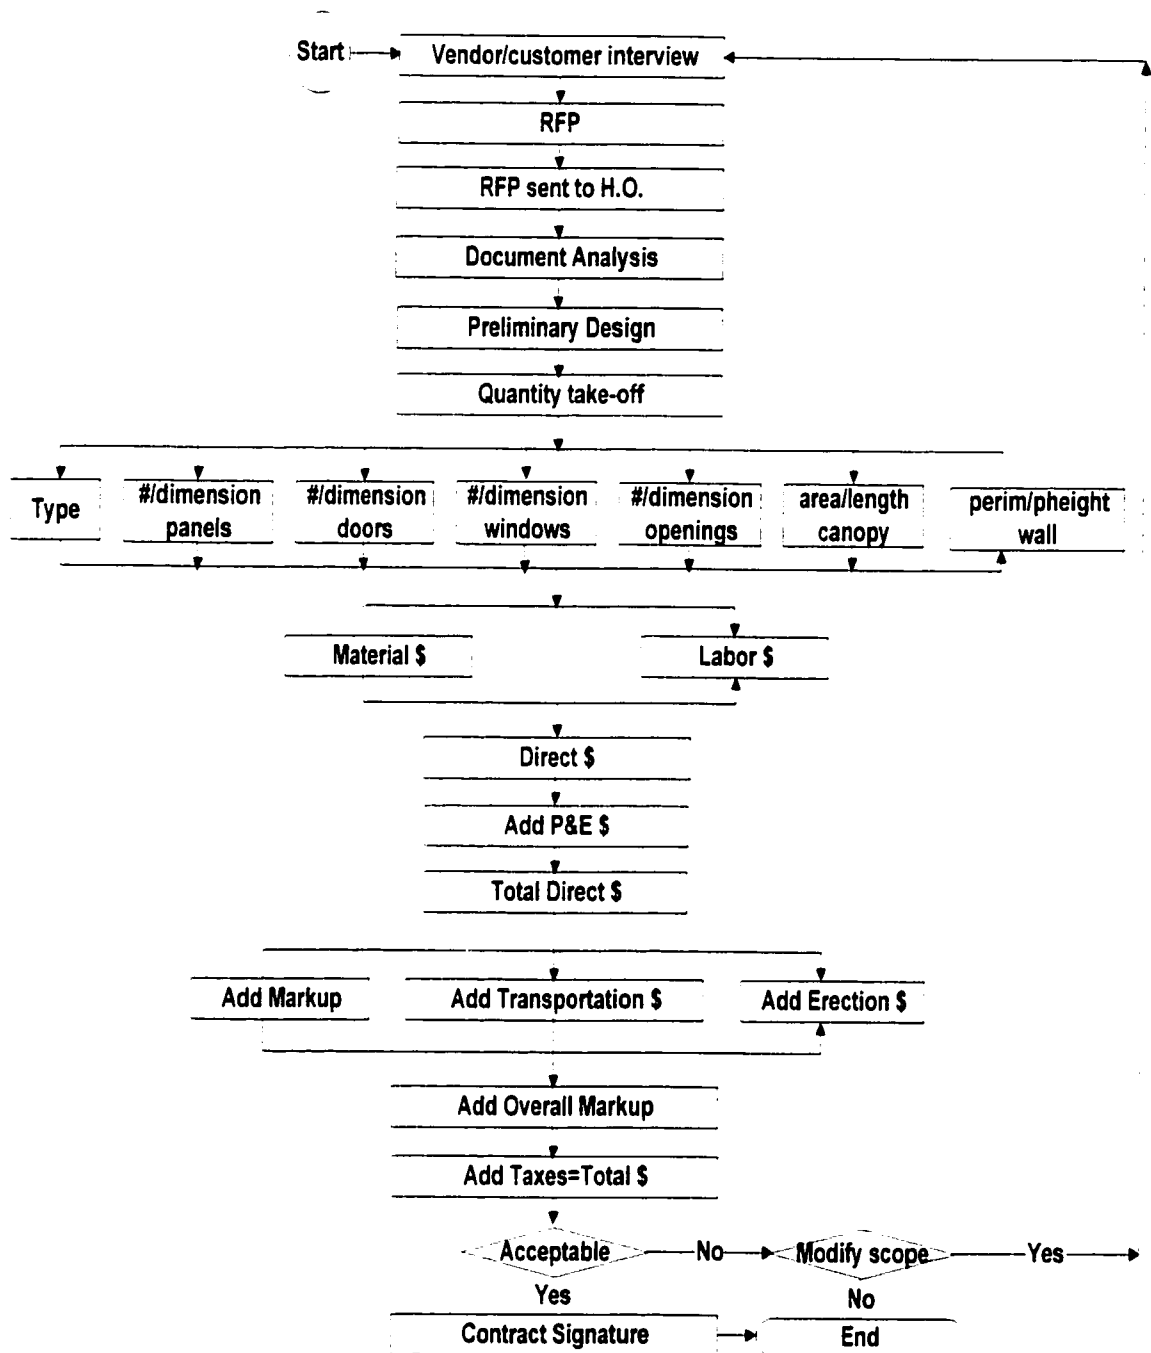 Start
Vendor/customer interview
RFP
RFP sent to H.O.
Document Analysis
Preliminary Design
Quantity take-off
Type
#/dimension
panels
#/dimension
doors
#/dimension
windows
#/dimension
openings
area/length
canopy
perim/pheight
wall
Material $
Labor $
Direct $
Add P&E $
Total Direct $
Add Markup
Add Transportation $
Add Erection $
Add Overall Markup
Add Taxes=Total $
Acceptable
No
Modify scope
Yes
Yes
No
Contract Signature
End